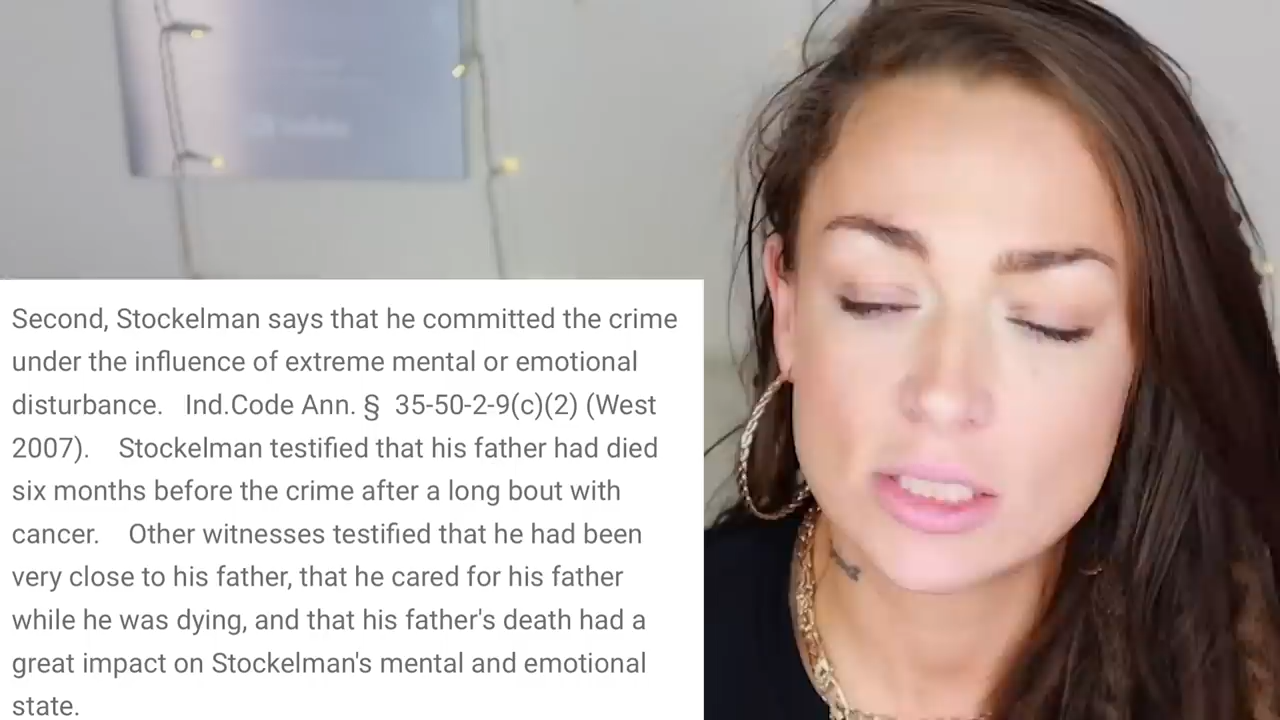 Second, Stockelman says that he committed the crime
under the influence of extreme mental or emotional
disturbance. Ind.Code Ann. § 35-50-2-9(c)(2) (West
2007). Stockelman testified that his father had died
six months before the crime after a long bout with
cancer. Other witnesses testified that he had been
very close to his father, that he cared for his father
while he was dying, and that his father's death had a
great impact on Stockelman's mental and emotional
state.